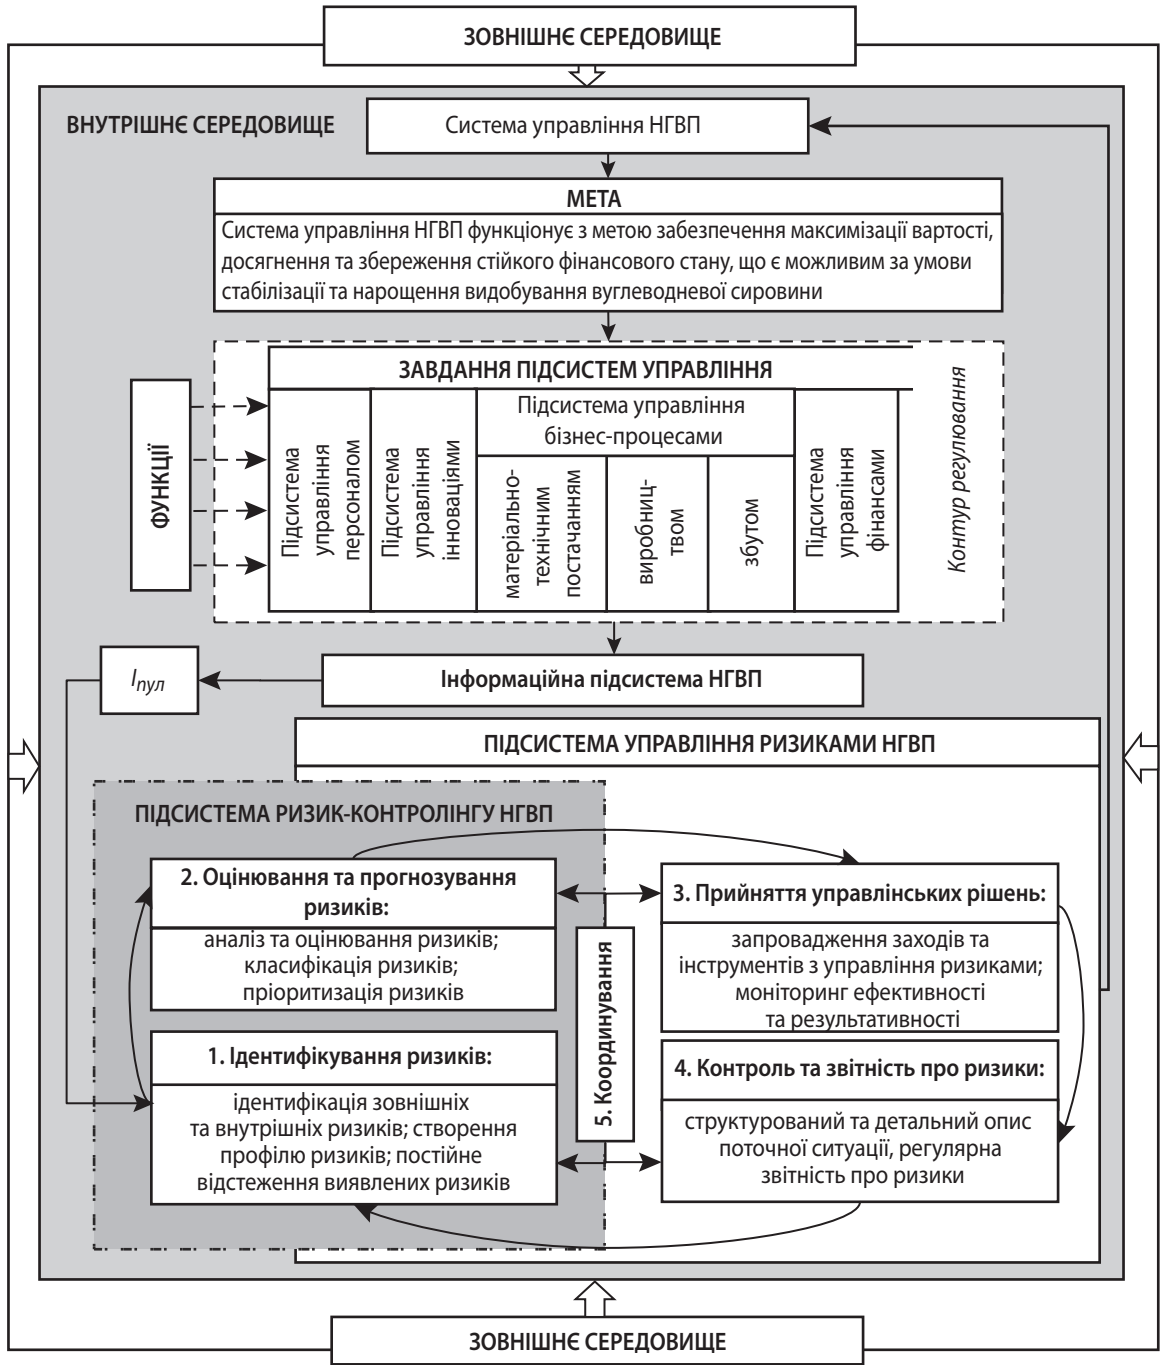 ЗОВНІШНЄ СЕРЕДОВИЩЕ
ВНУТРІШНЄ СЕРЕДОВИЩЕ
Система управління НГВП
МЕТА
Система управління НГВП функціонує з метою забезпечення максимізації вартості,
досягнення та збереження стійкого фінансового стану, що є можливим за умови
стабілізації та нарощення видобування вуглеводневої сировини
ФУНКЦІЇ
ЗАВДАННЯ ПІДСИСТЕМ УПРАВЛІННЯ
Підсистема
управління
персоналом
Підсистема
управління
інноваціями
Підсистема управління
бізнес-процесами
матеріально-
технічним
постачанням
виробниц-
твом
збутом
Підсистема
управління
фінансами
Контур регулювання
Iпул
Інформаційна підсистема НГВП
ПІДСИСТЕМА УПРАВЛІННЯ РИЗИКАМИ НГВП
ПІДСИСТЕМА РИЗИК-КОНТРОЛІНГУ НГВП
2. Оцінювання та прогнозування
ризиків:
аналіз та оцінювання ризиків;
класифікація ризиків;
пріоритизація ризиків
1. Ідентифікування ризиків:
ідентифікація зовнішніх
та внутрішніх ризиків; створення
профілю ризиків; постійне
відстеження виявлених ризиків
5. Координування
3. Прийняття управлінських рішень:
запровадження заходів та
інструментів з управління ризиками;
моніторинг ефективності
та результативності
4. Контроль та звітність про ризики:
структурований та детальний опис
поточної ситуації, регулярна
звітність про ризики
ЗОВНІШНЄ СЕРЕДОВИЩЕ